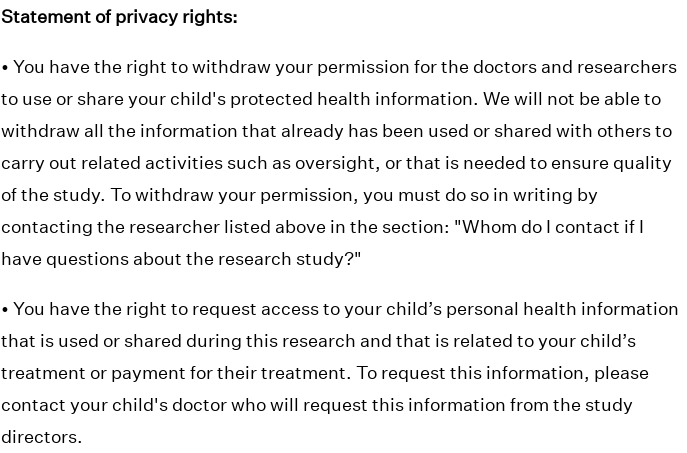 Statement of privacy rights:
• You have the right to withdraw your permission for the doctors and researchers
to use or share your child's protected health information. We will not be able to
withdraw all the information that already has been used or shared with others to
carry out related activities such as oversight, or that is needed to ensure quality
of the study. To withdraw your permission, you must do so in writing by
contacting the researcher listed above in the section: "Whom do I contact if I
have questions about the research study?"
• You have the right to request access to your child’s personal health information
that is used or shared during this research and that is related to your child’s
treatment or payment for their treatment. To request this information, please
contact your child's doctor who will request this information from the study
directors.